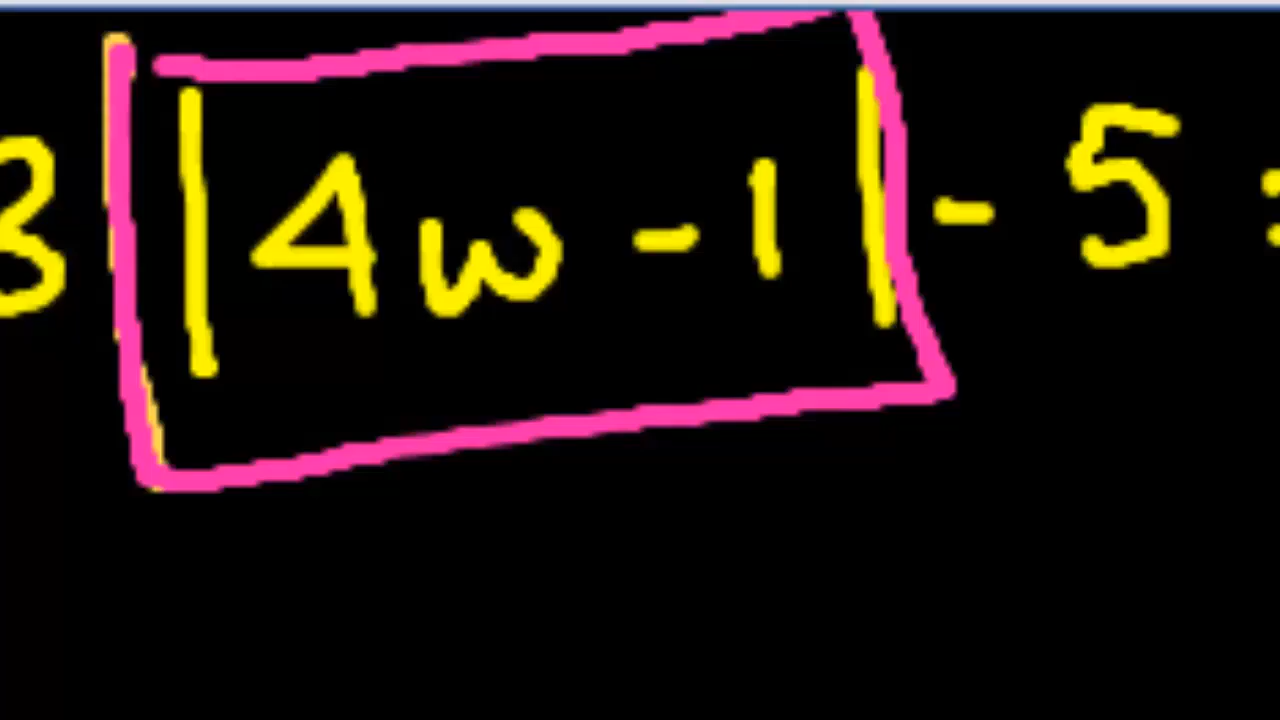 3 |4w - 1| - 5 =